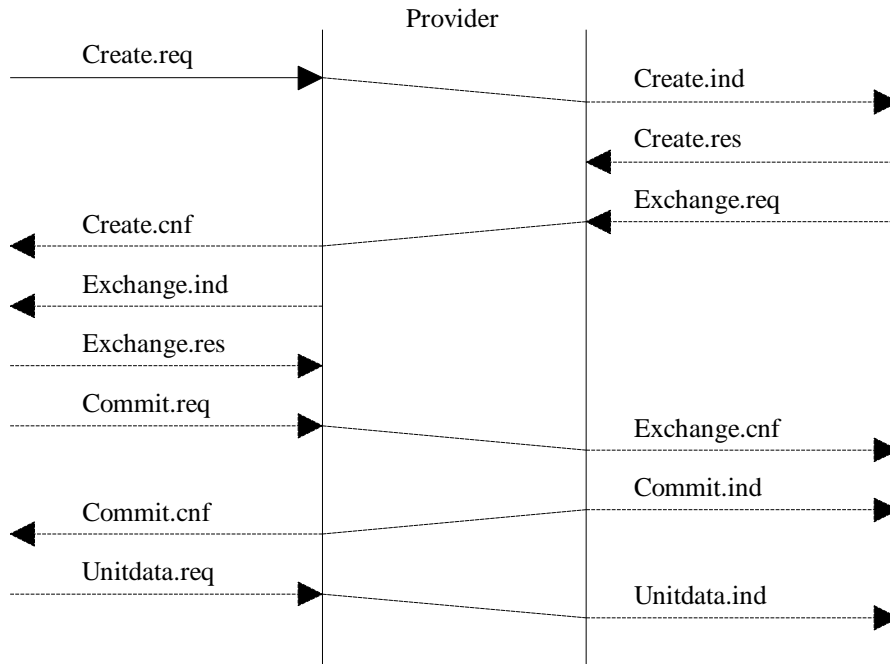 Provider
Create.req
Create.ind
Create.res
Exchange.req
Create.cnf
Exchange.ind
Exchange.res
Commit.req
Exchange.cnf
Commit.ind
Commit.cnf
Unitdata.req
Unitdata.ind